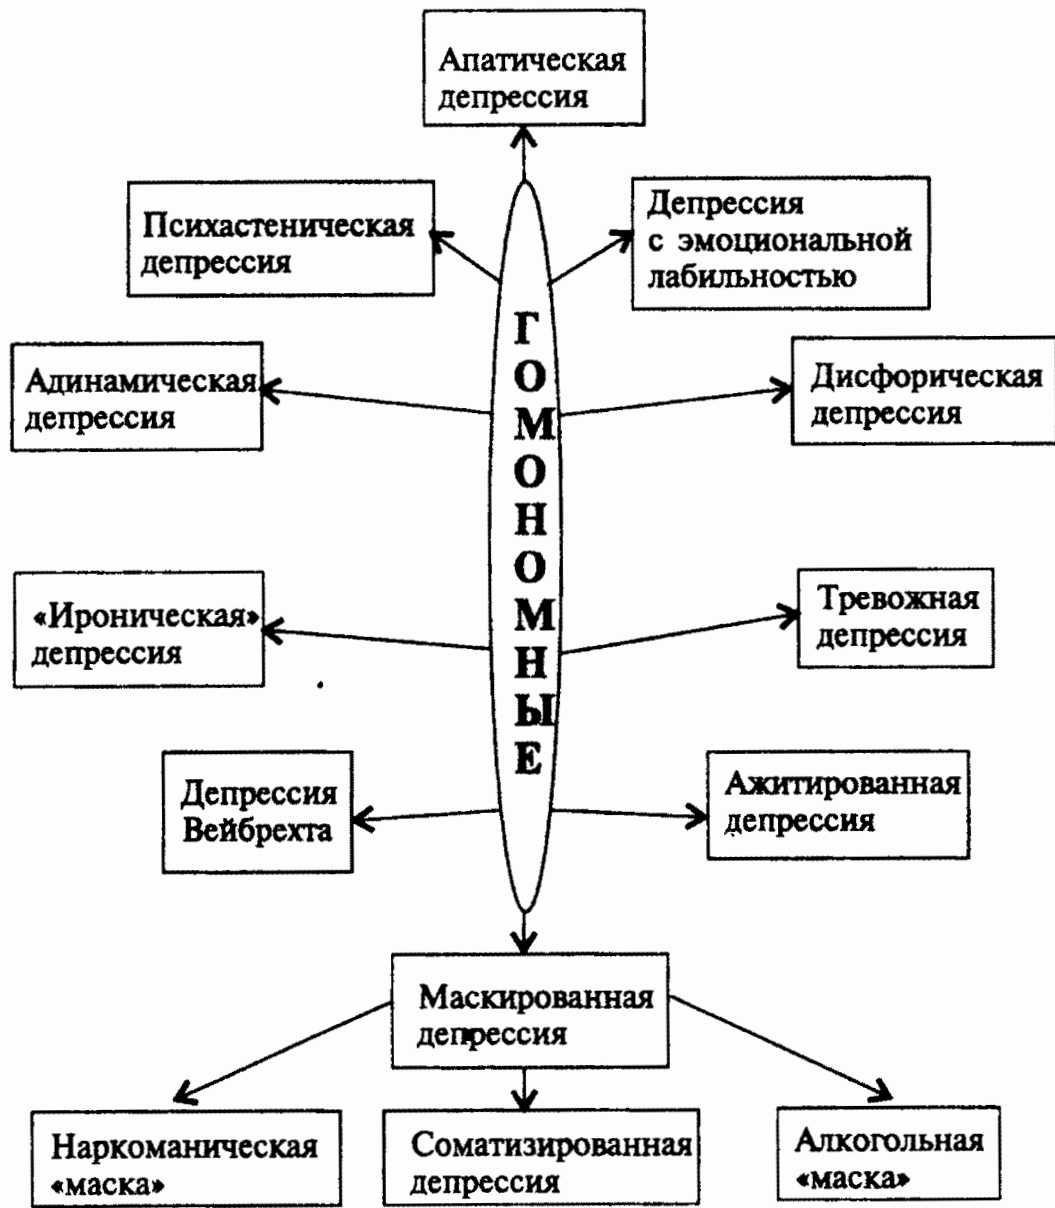 Апатическая
депрессия
Психастеническая
депрессия
Депрессия
с эмоциональной
лабильностью
ГОМОНОМНЫЕ
Адинамическая
депрессия
Дисфорическая
депрессия
«Ироническая»
депрессия
Тревожная
депрессия
Депрессия
Вейбрехта
Ажитированная
депрессия
Маскированная
депрессия
Наркоманическая
«маска»
Соматизированная
депрессия
Алкогольная
«маска»